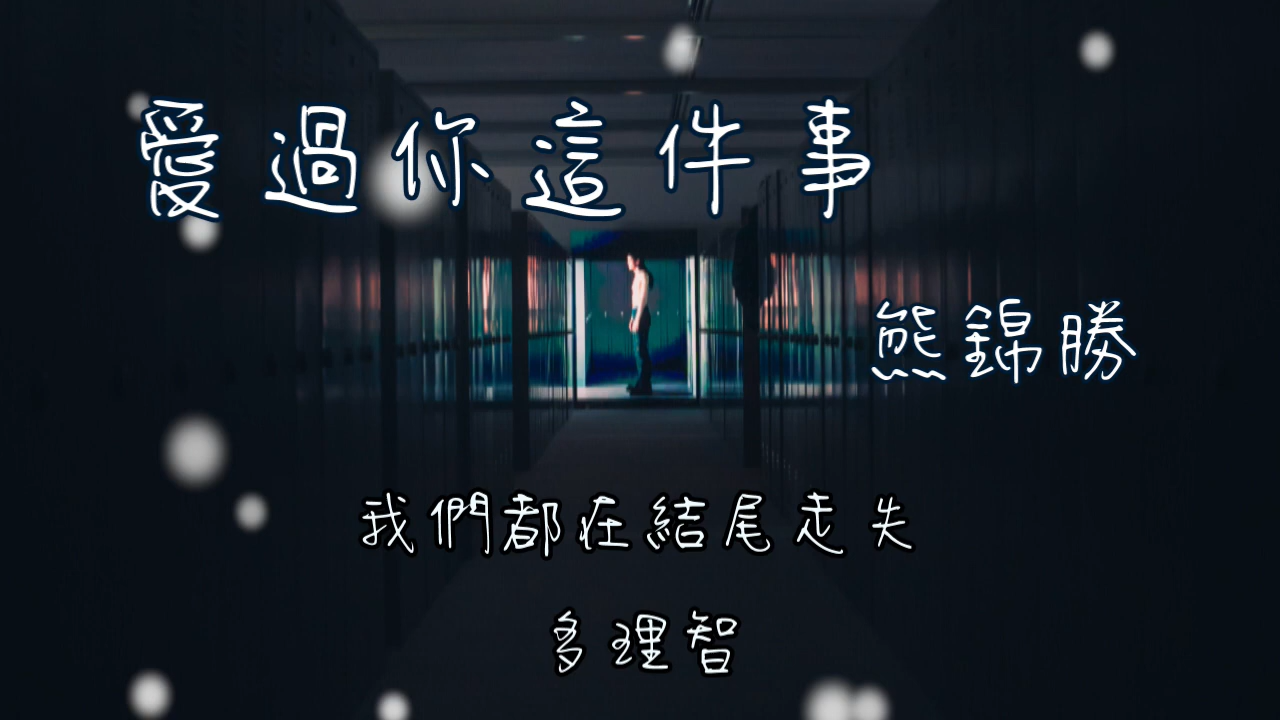 愛過你這件事
熊錦勝
我們都在結尾走失
多理智